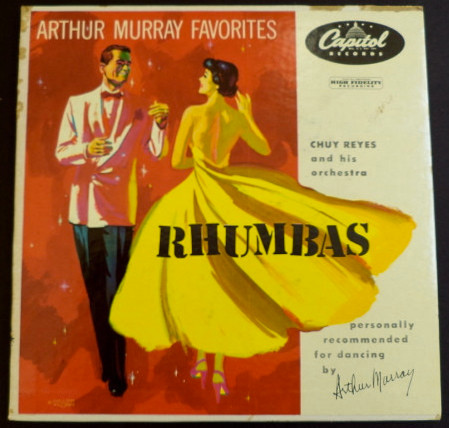 ARTHUR MURRAY FAVORITES
Capitol
RECORDS
HIGH FIDELITY
RECORDING
CHUY REYES
and his
orchestra
RHUMBAS
personally
recommended
for dancing
by
Arthur Murray